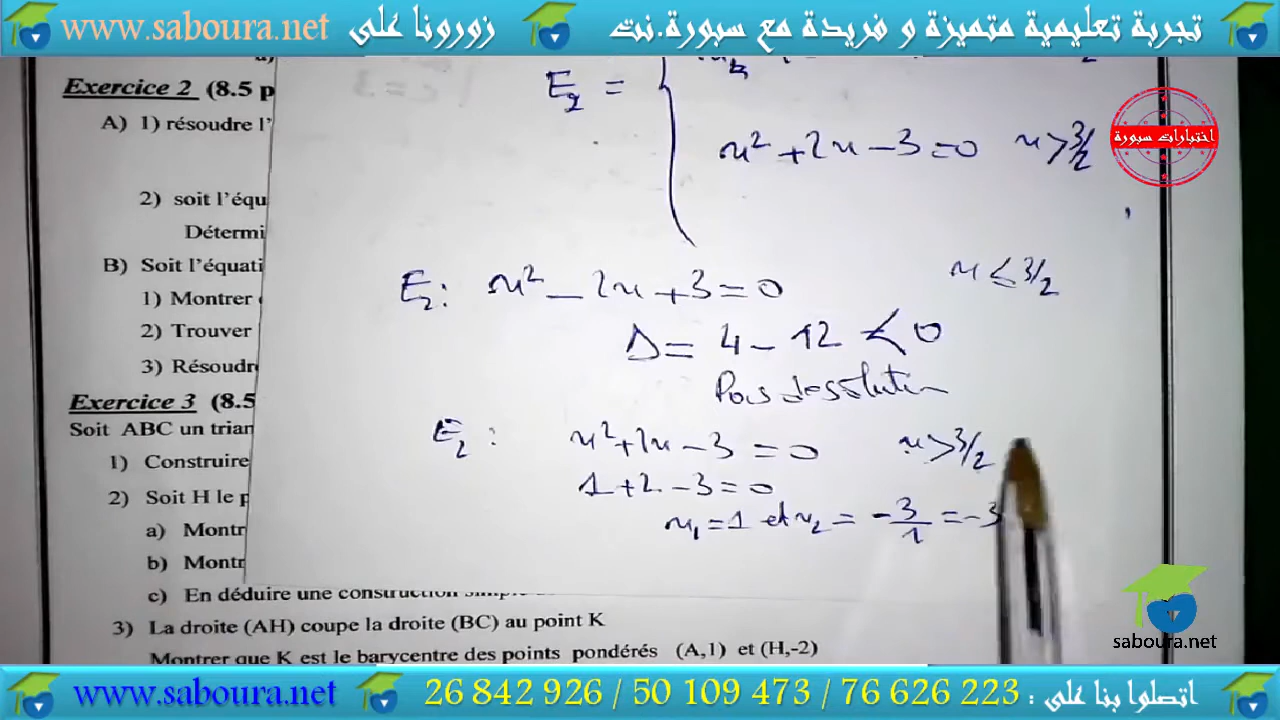 www.saboura.net زورونا على تجربة تعليمية متميزة و فريدة مع سبورة.نت
Exercice 2 (8.5 p
A) 1) résoudre l'
2) soit l'équ
Détermi
B) Soit l'équati
1) Montrer
2) Trouver
3) Résoudr
Exercice 3 (8.5
Soit ABC un trian
1) Construire
2) Soit H le p
a) Montr
b) Montr
c) En déduire une construction
3) La droite (AH) coupe la droite (BC) au point K
Montrer que K est le barycentre des points pondérés (A,1) et (H,-2)
E₂ =
x² + 2x - 3 = 0 x > 3/2
E₂ : x² - 2x + 3 = 0 x ≤ 3/2
Δ = 4 - 12 < 0
Pas de solution
E₂ : x² + 2x - 3 = 0 x > 3/2
1 + 2 - 3 = 0
x₁ = 1 et x₂ = -3/1 = -3
اختبارات سبورة
saboura.net
www.saboura.net 26 842 926 / 50 109 473 / 76 626 223 : اتصلوا بنا على